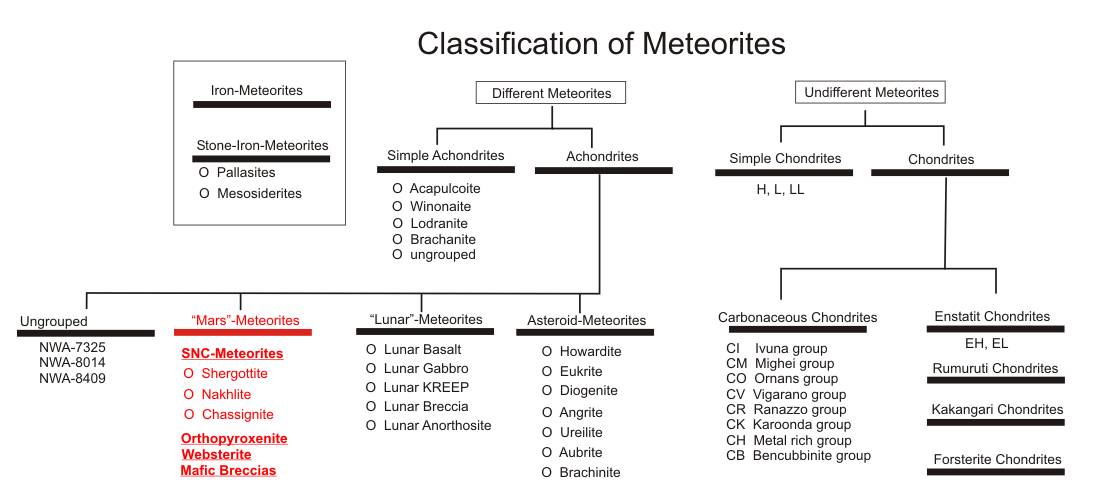 Classification of Meteorites
Iron-Meteorites
Stone-Iron-Meteorites
O Pallasites
O Mesosiderites
Different Meteorites
Simple Achondrites
O Acapulcoite
O Winonaite
O Lodranite
O Brachanite
O ungrouped
Achondrites
Undifferent Meteorites
Simple Chondrites
H, L, LL
Chondrites
Ungrouped
NWA-7325
NWA-8014
NWA-8409
“Mars”-Meteorites
SNC-Meteorites
O Shergottite
O Nakhlite
O Chassignite
Orthopyroxenite
Websterite
Mafic Breccias
“Lunar”-Meteorites
O Lunar Basalt
O Lunar Gabbro
O Lunar KREEP
O Lunar Breccia
O Lunar Anorthosite
Asteroid-Meteorites
O Howardite
O Eukrite
O Diogenite
O Angrite
O Ureilite
O Aubrite
O Brachinite
Carbonaceous Chondrites
CI Ivuna group
CM Mighei group
CO Ornans group
CV Vigarano group
CR Ranazzo group
CK Karoonda group
CH Metal rich group
CB Bencubbinite group
Enstatit Chondrites
EH, EL
Rumuruti Chondrites
Kakangari Chondrites
Forsterite Chondrites